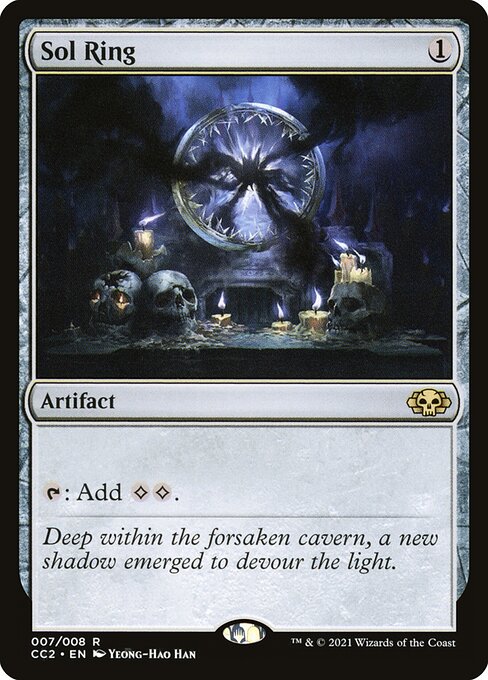 Sol Ring 1
Artifact
: Add .
Deep within the forsaken cavern, a new
shadow emerged to devour the light.
007/008 R
CC2 • EN Yeong-Hao Han
™ & © 2021 Wizards of the Coast